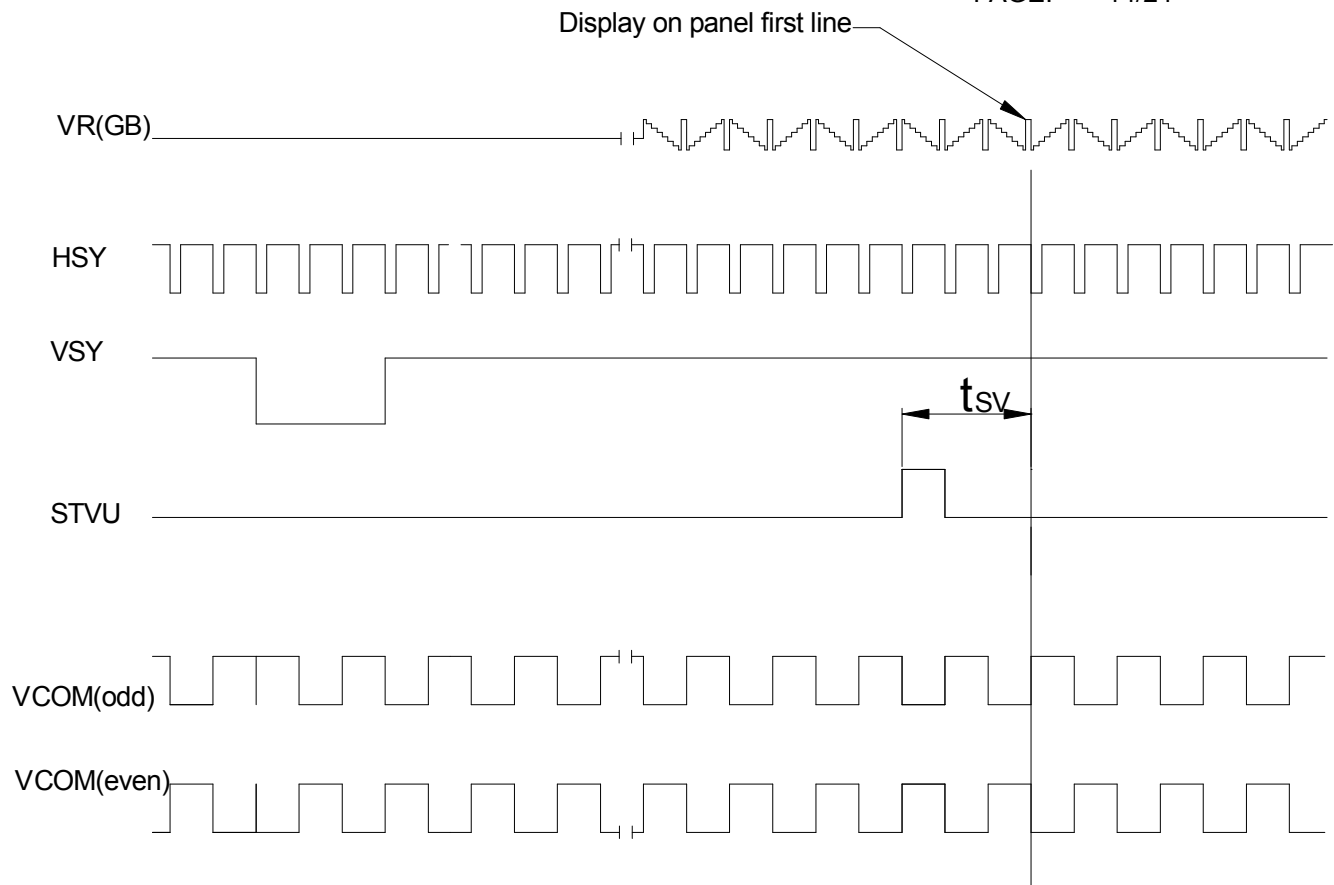 Display on panel first line
VR(GB)
HSY
VSY
tsv
STVU
VCOM(odd)
VCOM(even)